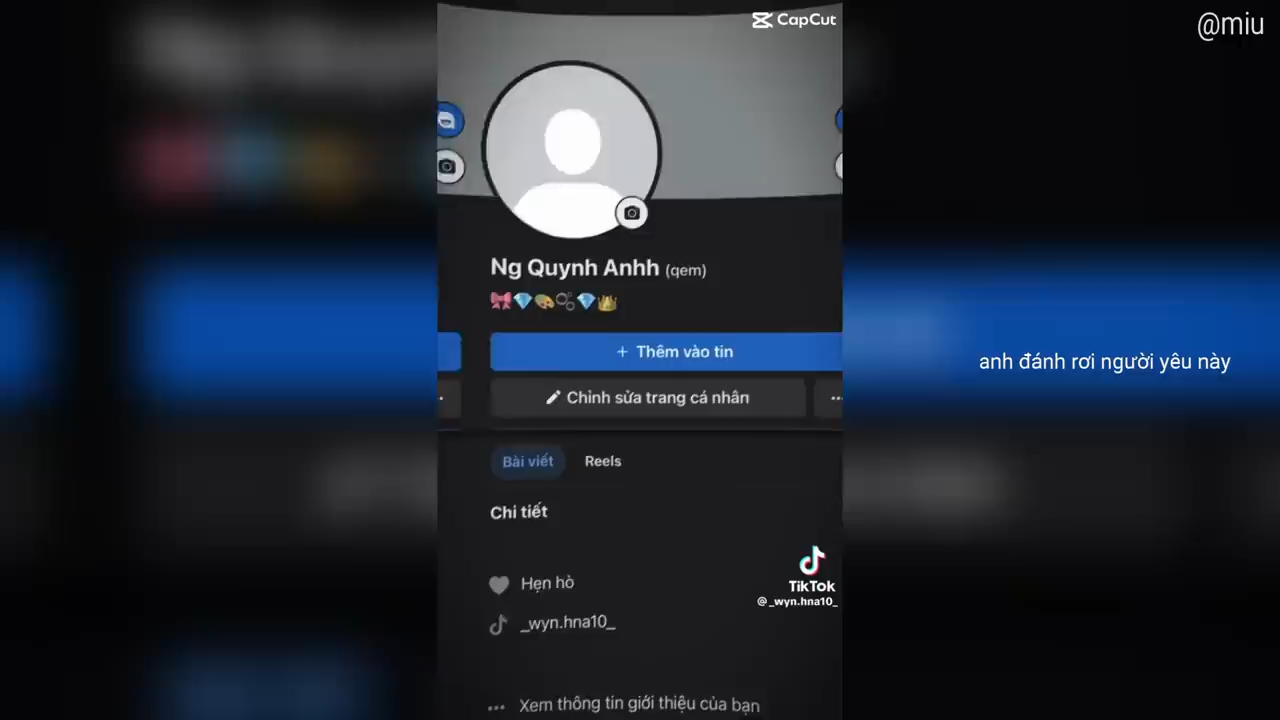 CapCut
@miu
Ng Quynh Anhh (qem)
🎀💎🎨🫧💎👑
+ Thêm vào tin
anh đánh rơi người yêu này
Chỉnh sửa trang cá nhân
Bài viết Reels
Chi tiết
Hẹn hò
TikTok
@_wyn.hna10_
_wyn.hna10_
Xem thông tin giới thiệu của bạn